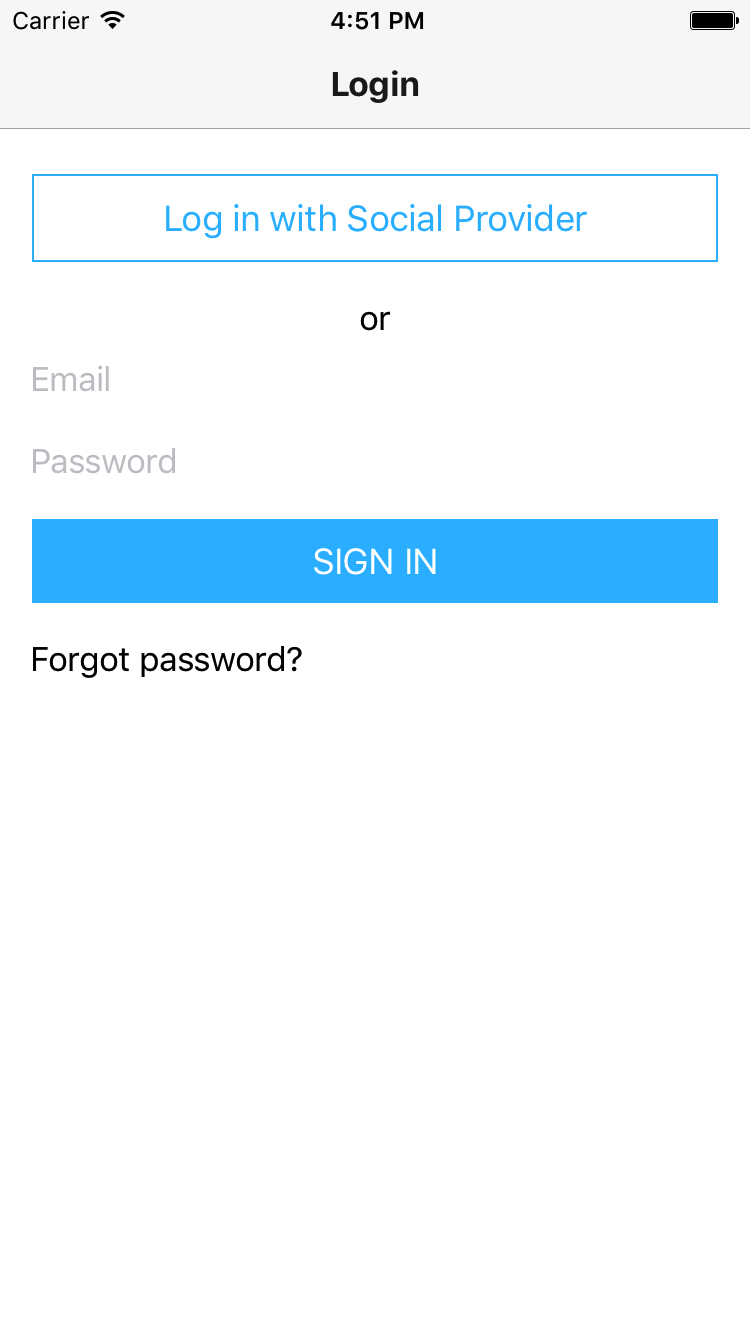 Carrier 4:51 PM
Login
Log in with Social Provider
or
Email
Password
SIGN IN
Forgot password?